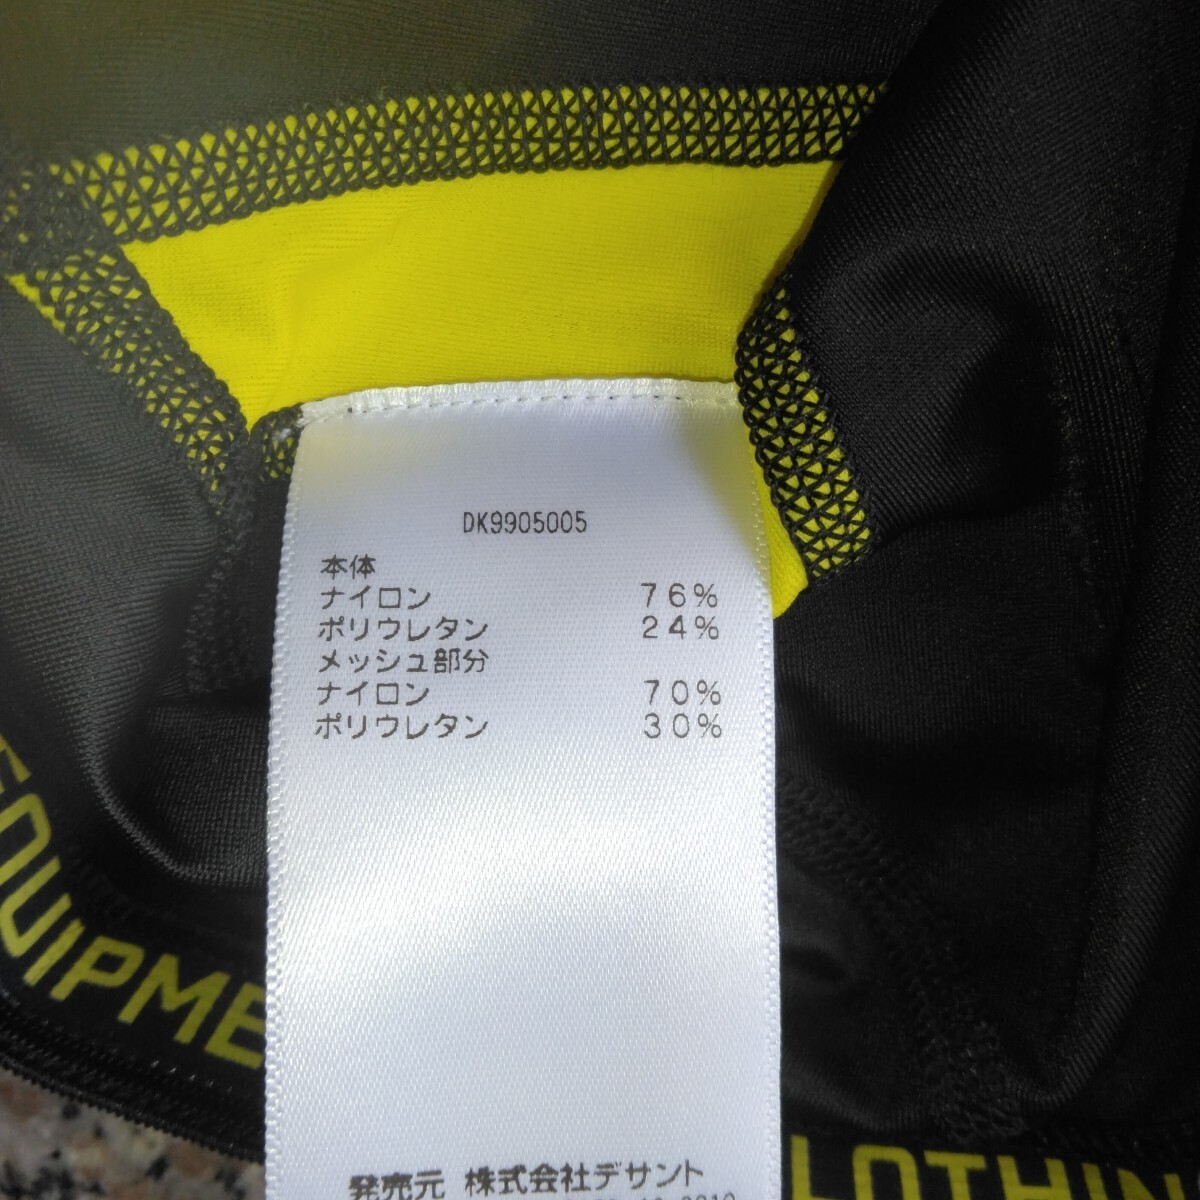 DK9905005
本体
ナイロン 76%
ポリウレタン 24%
メッシュ部分
ナイロン 70%
ポリウレタン 30%
EQUIPME
発売元 株式会社デサント
LOTHIN